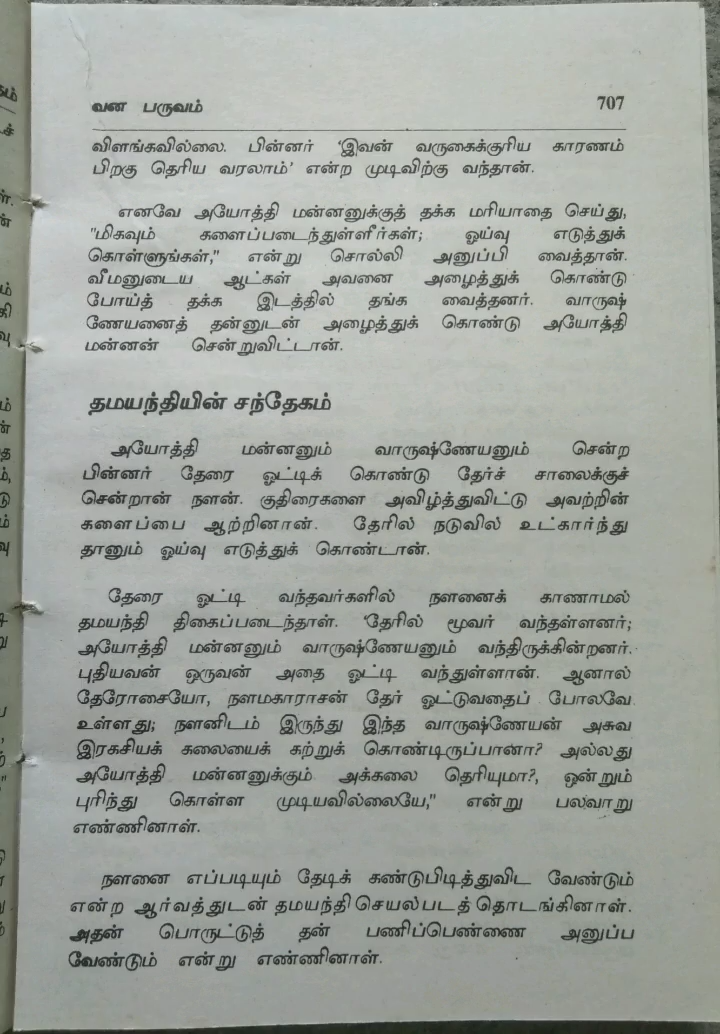 வன பருவம் 707
விளங்கவில்லை. பின்னர் 'இவன் வருகைக்குரிய காரணம்
பிறகு தெரிய வரலாம்' என்ற முடிவிற்கு வந்தான்.
எனவே அயோத்தி மன்னனுக்குத் தக்க மரியாதை செய்து,
"மிகவும் களைப்படைந்துள்ளீர்கள்; ஓய்வு எடுத்துக்
கொள்ளுங்கள்," என்று சொல்லி அனுப்பி வைத்தான்.
வீமனுடைய ஆட்கள் அவனை அழைத்துக் கொண்டு
போய்த் தக்க இடத்தில் தங்க வைத்தனர். வாருஷ்
ணேயனைத் தன்னுடன் அழைத்துக் கொண்டு அயோத்தி
மன்னன் சென்றுவிட்டான்.
தமயந்தியின் சந்தேகம்
அயோத்தி மன்னனும் வாருஷ்ணேயனும் சென்ற
பின்னர் தேரை ஓட்டிக் கொண்டு தேர்ச் சாலைக்குச்
சென்றான் நளன். குதிரைகளை அவிழ்த்துவிட்டு அவற்றின்
களைப்பை ஆற்றினான். தேரில் நடுவில் உட்கார்ந்து
தானும் ஓய்வு எடுத்துக் கொண்டான்.
தேரை ஓட்டி வந்தவர்களில் நளனைக் காணாமல்
தமயந்தி திகைப்படைந்தாள். 'தேரில் மூவர் வந்தள்ளனர்;
அயோத்தி மன்னனும் வாருஷ்ணேயனும் வந்திருக்கின்றனர்.
புதியவன் ஒருவன் அதை ஓட்டி வந்துள்ளான். ஆனால்
தேரோசையோ, நளமகாராசன் தேர் ஓட்டுவதைப் போலவே
உள்ளது; நளனிடம் இருந்து இந்த வாருஷ்ணேயன் அசுவ
இரகசியக் கலையைக் கற்றுக் கொண்டிருப்பானா? அல்லது
அயோத்தி மன்னனுக்கும் அக்கலை தெரியுமா?, ஒன்றும்
புரிந்து கொள்ள முடியவில்லையே," என்று பலவாறு
எண்ணினாள்.
நளனை எப்படியும் தேடிக் கண்டுபிடித்துவிட வேண்டும்
என்ற ஆர்வத்துடன் தமயந்தி செயல்படத் தொடங்கினாள்.
அதன் பொருட்டுத் தன் பணிப்பெண்ணை அனுப்ப
வேண்டும் என்று எண்ணினாள்.